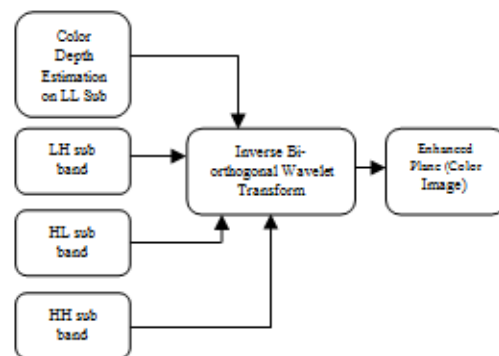 Color
Depth
Estimation
on LL Sub
LH sub
band
HL sub
band
HH sub
band
Inverse Bi-
orthogonal Wavelet
Transform
Enhanced
Plane (Color
Image)